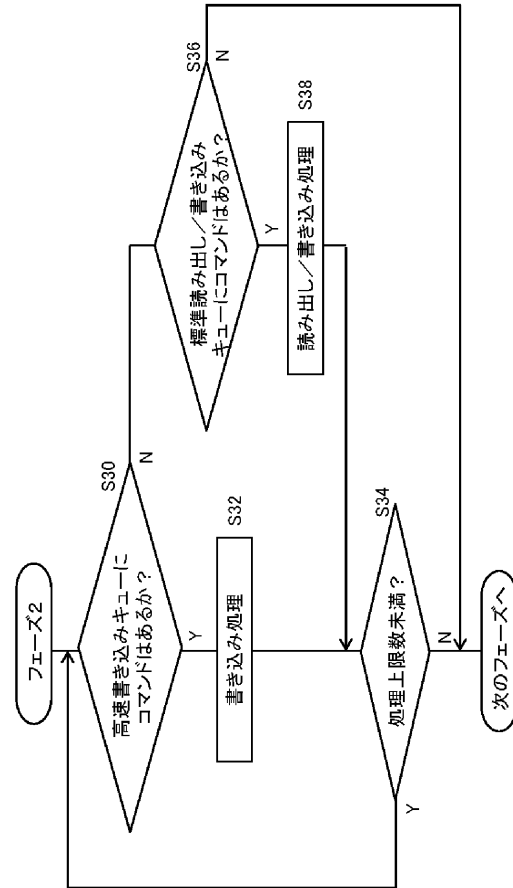 フェーズ2
S30
高速書き込みキューに
コマンドはあるか？
N
Y
S32
書き込み処理
S36
標準読み出し／書き込み
キューにコマンドはあるか？
N
Y
S38
読み出し／書き込み処理
S34
処理上限数未満？
Y
N
次のフェーズへ